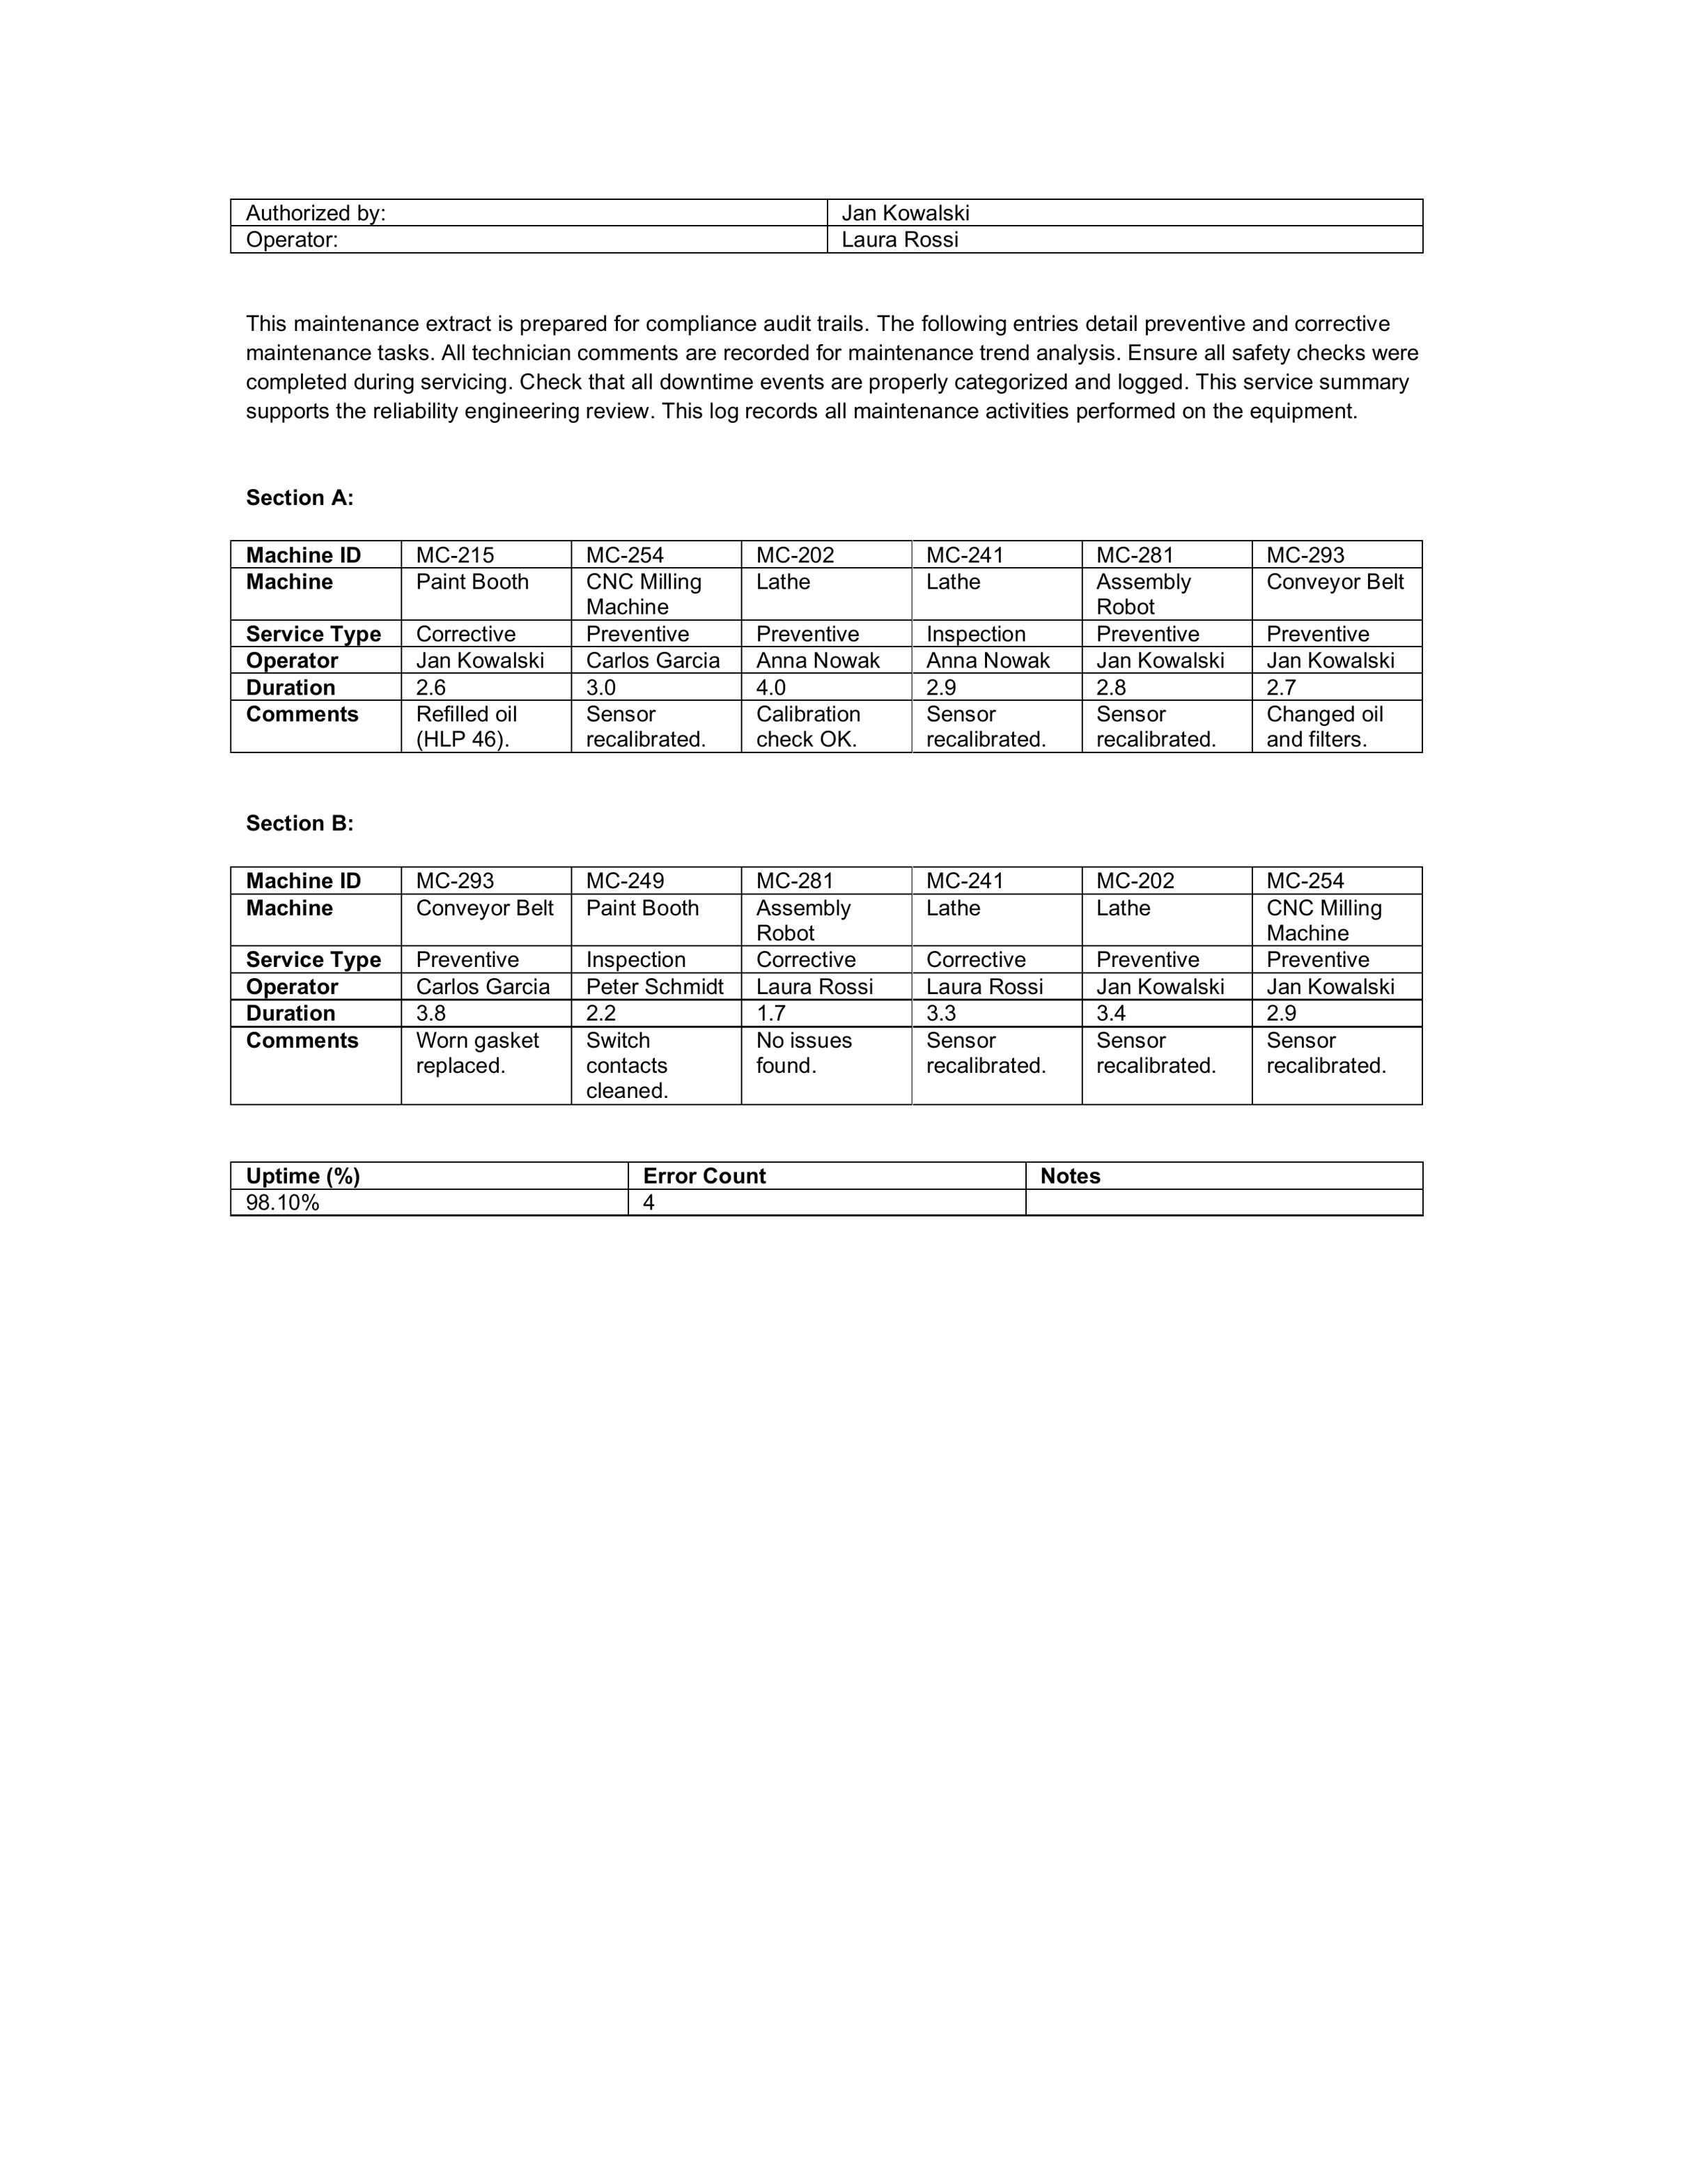 Authorized by: Jan Kowalski
Operator: Laura Rossi
This maintenance extract is prepared for compliance audit trails. The following entries detail preventive and corrective
maintenance tasks. All technician comments are recorded for maintenance trend analysis. Ensure all safety checks were
completed during servicing. Check that all downtime events are properly categorized and logged. This service summary
supports the reliability engineering review. This log records all maintenance activities performed on the equipment.
Section A:
Machine ID MC-215 MC-254 MC-202 MC-241 MC-281 MC-293
Machine Paint Booth CNC Milling Lathe Lathe Assembly Conveyor Belt
Machine Robot
Service Type Corrective Preventive Preventive Inspection Preventive Preventive
Operator Jan Kowalski Carlos Garcia Anna Nowak Anna Nowak Jan Kowalski Jan Kowalski
Duration 2.6 3.0 4.0 2.9 2.8 2.7
Comments Refilled oil Sensor Calibration Sensor Sensor Changed oil
(HLP 46). recalibrated. check OK. recalibrated. recalibrated. and filters.
Section B:
Machine ID MC-293 MC-249 MC-281 MC-241 MC-202 MC-254
Machine Conveyor Belt Paint Booth Assembly Lathe Lathe CNC Milling
Robot Machine
Service Type Preventive Inspection Corrective Corrective Preventive Preventive
Operator Carlos Garcia Peter Schmidt Laura Rossi Laura Rossi Jan Kowalski Jan Kowalski
Duration 3.8 2.2 1.7 3.3 3.4 2.9
Comments Worn gasket Switch No issues Sensor Sensor Sensor
replaced. contacts found. recalibrated. recalibrated. recalibrated.
cleaned.
Uptime (%) Error Count Notes
98.10% 4